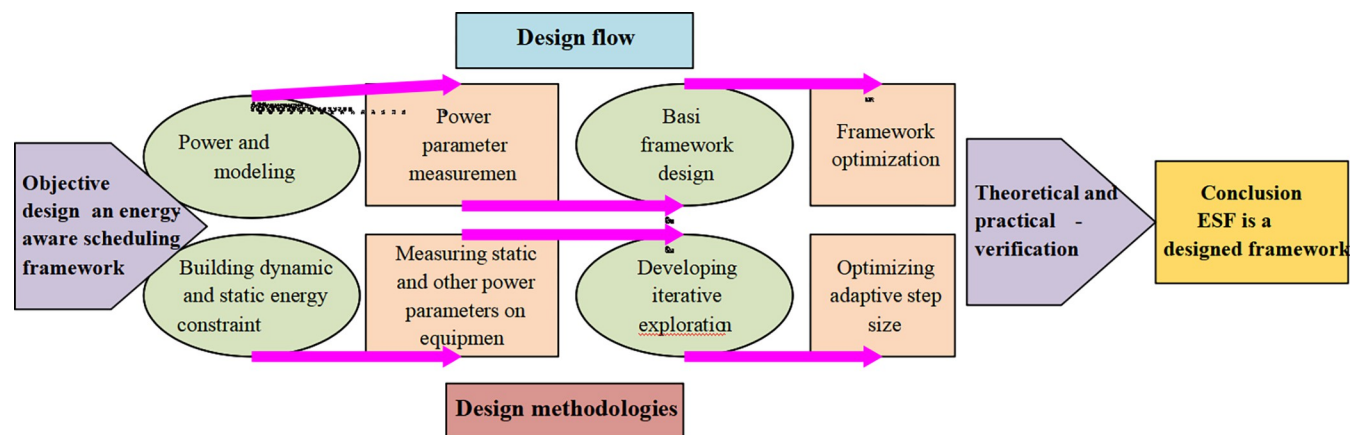 Design flow
Power and
modeling
Power
parameter
measuremen
Basi
framework
design
Framework
optimization
Objective
design an energy
aware scheduling
framework
Theoretical and
practical -
verification
Conclusion
ESF is a
designed framework
Building dynamic
and static energy
constraint
Measuring static
and other power
parameters on
equipmen
Developing
iterative
exploration
Optimizing
adaptive step
size
Design methodologies